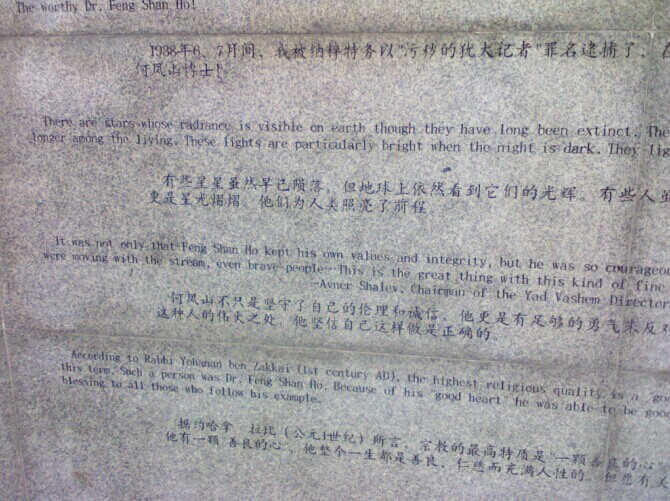 The worthy Dr. Feng Shan Ho!
1938年6、7月间，我被纳粹特务以"污秽的犹太记者"罪名逮捕了，在
何凤山博士！
There are stars whose radiance is visible on earth though they have long been extinct. The
longer among the living. These lights are particularly bright when the night is dark. They lig
有些星星虽然早已陨落，但地球上依然看到它们的光辉。有些人虽
更是星光熠熠。他们为人类照亮了前程。
It was not only that Feng Shan Ho kept his own values and integrity, but he was so courageou
were moving with the stream, even brave people. This is the great thing with this kind of fine
-Avner Shalev, Chairman of the Yad Vashem Director
何凤山不只是坚守了自己的伦理和诚信，他更是有足够的勇气来反
这种人的伟大之处，他坚信自己这样做是正确的。
According to Rabbi Yohanan ben Zakkai (1st century AD), the highest religious quality is a "goo
this term. Such a person was Dr. Feng Shan Ho. Because of his "good heart" he was able to be good
blessing to all those who follow his example.
据约哈拿·拉比（公元1世纪）所言，宗教的最高特质是"一颗善良的心"
他有一颗"善良的心"，他整个一生都是善良、仁慈而充满人性的。但愿有人